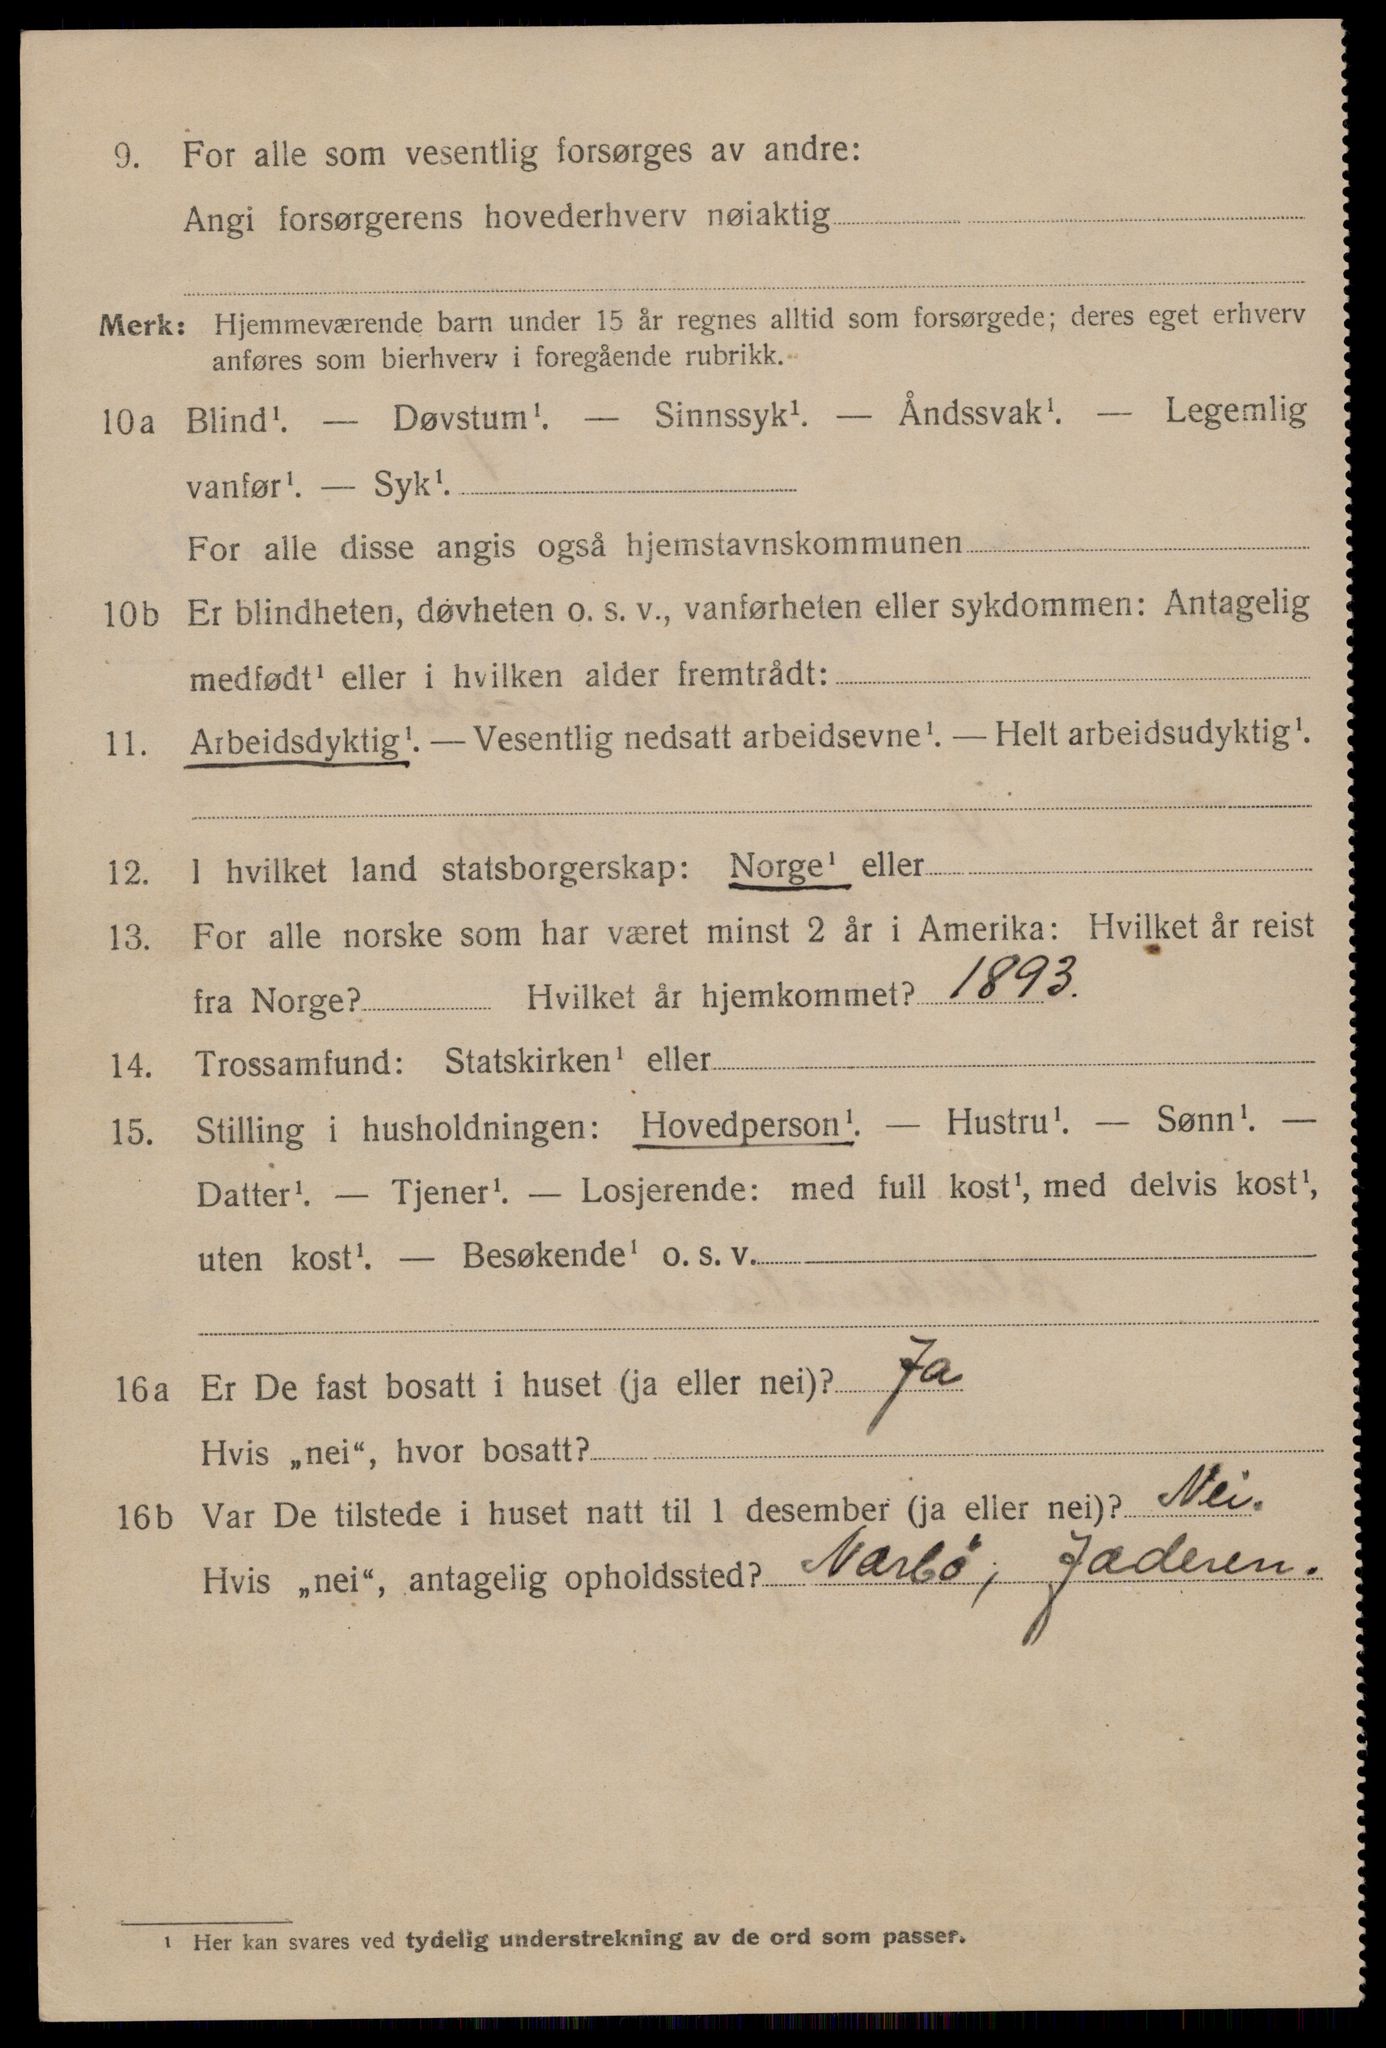 9. For alle som vesentlig forsørges av andre:
Angi forsørgerens hovederhverv nøiaktig
Merk: Hjemmeværende barn under 15 år regnes alltid som forsørgede; deres eget erhverv
anføres som bierhverv i foregående rubrikk.
10a Blind¹. — Døvstum¹. — Sinnssyk¹. — Åndssvak¹. — Legemlig
vanfør¹. — Syk¹.
For alle disse angis også hjemstavnskommunen
10b Er blindheten, døvheten o. s. v., vanførheten eller sykdommen: Antagelig
medfødt¹ eller i hvilken alder fremtrådt:
11. Arbeidsdyktig¹. — Vesentlig nedsatt arbeidsevne¹. — Helt arbeidsudyktig¹.
12. I hvilket land statsborgerskap: Norge¹ eller
13. For alle norske som har været minst 2 år i Amerika: Hvilket år reist
fra Norge? Hvilket år hjemkommet? 1893.
14. Trossamfund: Statskirken¹ eller
15. Stilling i husholdningen: Hovedperson¹. — Hustru¹. — Sønn¹. —
Datter¹. — Tjener¹. — Losjerende: med full kost¹, med delvis kost¹,
uten kost¹. — Besøkende¹ o. s. v.
16a Er De fast bosatt i huset (ja eller nei)? Ja
Hvis „nei“, hvor bosatt?
16b Var De tilstede i huset natt til 1 desember (ja eller nei)? Nei.
Hvis „nei“, antagelig opholdssted? Nærbö, Jæderen.
¹ Her kan svares ved tydelig understrekning av de ord som passer.